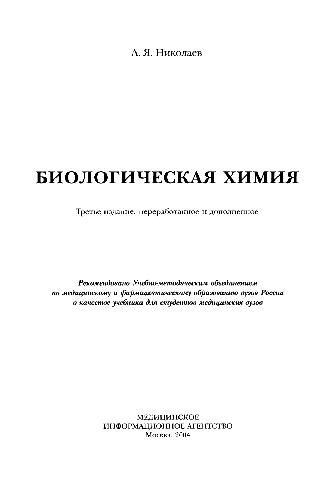 А. Я. Николаев
БИОЛОГИЧЕСКАЯ ХИМИЯ
Третье издание, переработанное и дополненное
Рекомендовано Учебно-методическим объединением
по медицинскому и фармацевтическому образованию вузов России
в качестве учебника для студентов медицинских вузов
МЕДИЦИНСКОЕ
ИНФОРМАЦИОННОЕ АГЕНТСТВО
Москва, 2004